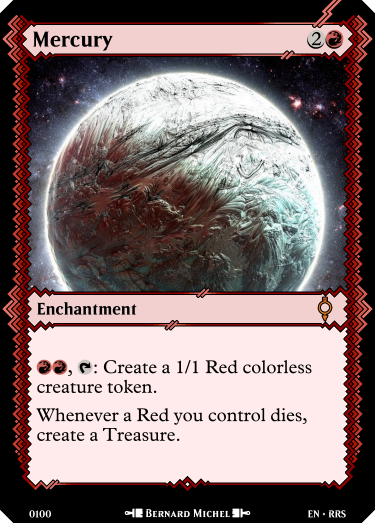 Mercury 2
Enchantment
, : Create a 1/1 Red colorless
creature token.
Whenever a Red you control dies,
create a Treasure.
0100 Bernard Michel EN • RRS